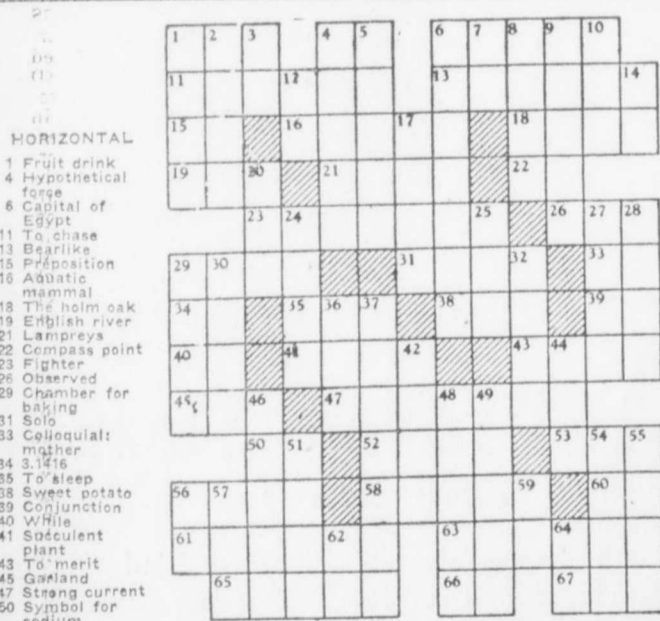 HORIZONTAL
1 Fruit drink
4 Hypothetical
force
6 Capital of
Egypt
11 To chase
13 Bearlike
15 Preposition
16 Aquatic
mammal
18 The holm oak
19 English river
21 Lampreys
22 Compass point
23 Fighter
26 Observed
29 Chamber for
baking
31 Solo
33 Colloquial:
mother
34 3.1416
35 To sleep
38 Sweet potato
39 Conjunction
40 While
41 Succulent
plant
43 To merit
45 Garland
47 Strong current
50 Symbol for
1 2 3 4 5 6 7 8 9 10
11 12 13 14
15 16 17 18
19 20 21 22
23 24 25 26 27 28
29 30 31 32 33
34 35 36 37 38 39
40 41 42 43 44
45 46 47 48 49
50 51 52 53 54 55
56 57 58 59 60
61 62 63 64
65 66 67